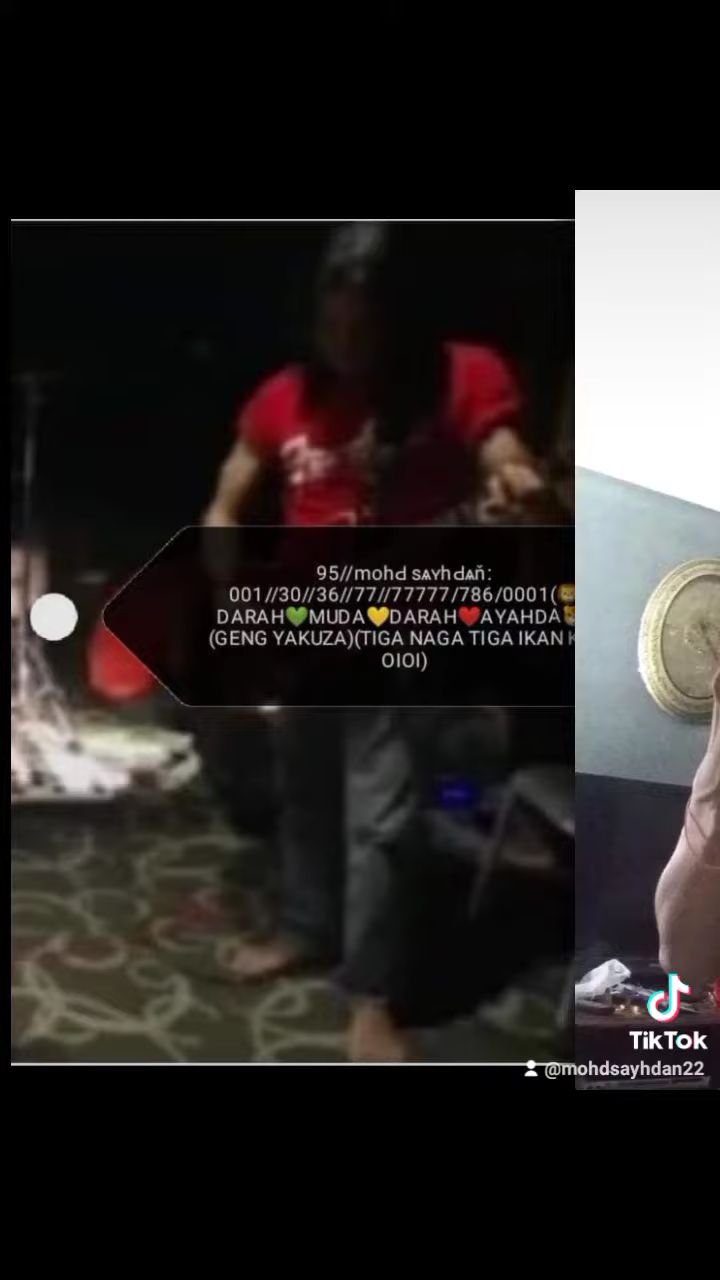 95//mohd sᴀʏhdᴀň:
001//30//36//77//77777/786/0001(🐯
DARAH💚MUDA💛DARAH❤️AYAHDA
(GENG YAKUZA)(TIGA NAGA TIGA IKAN
OIOI)
TikTok
@mohdsayhdan22